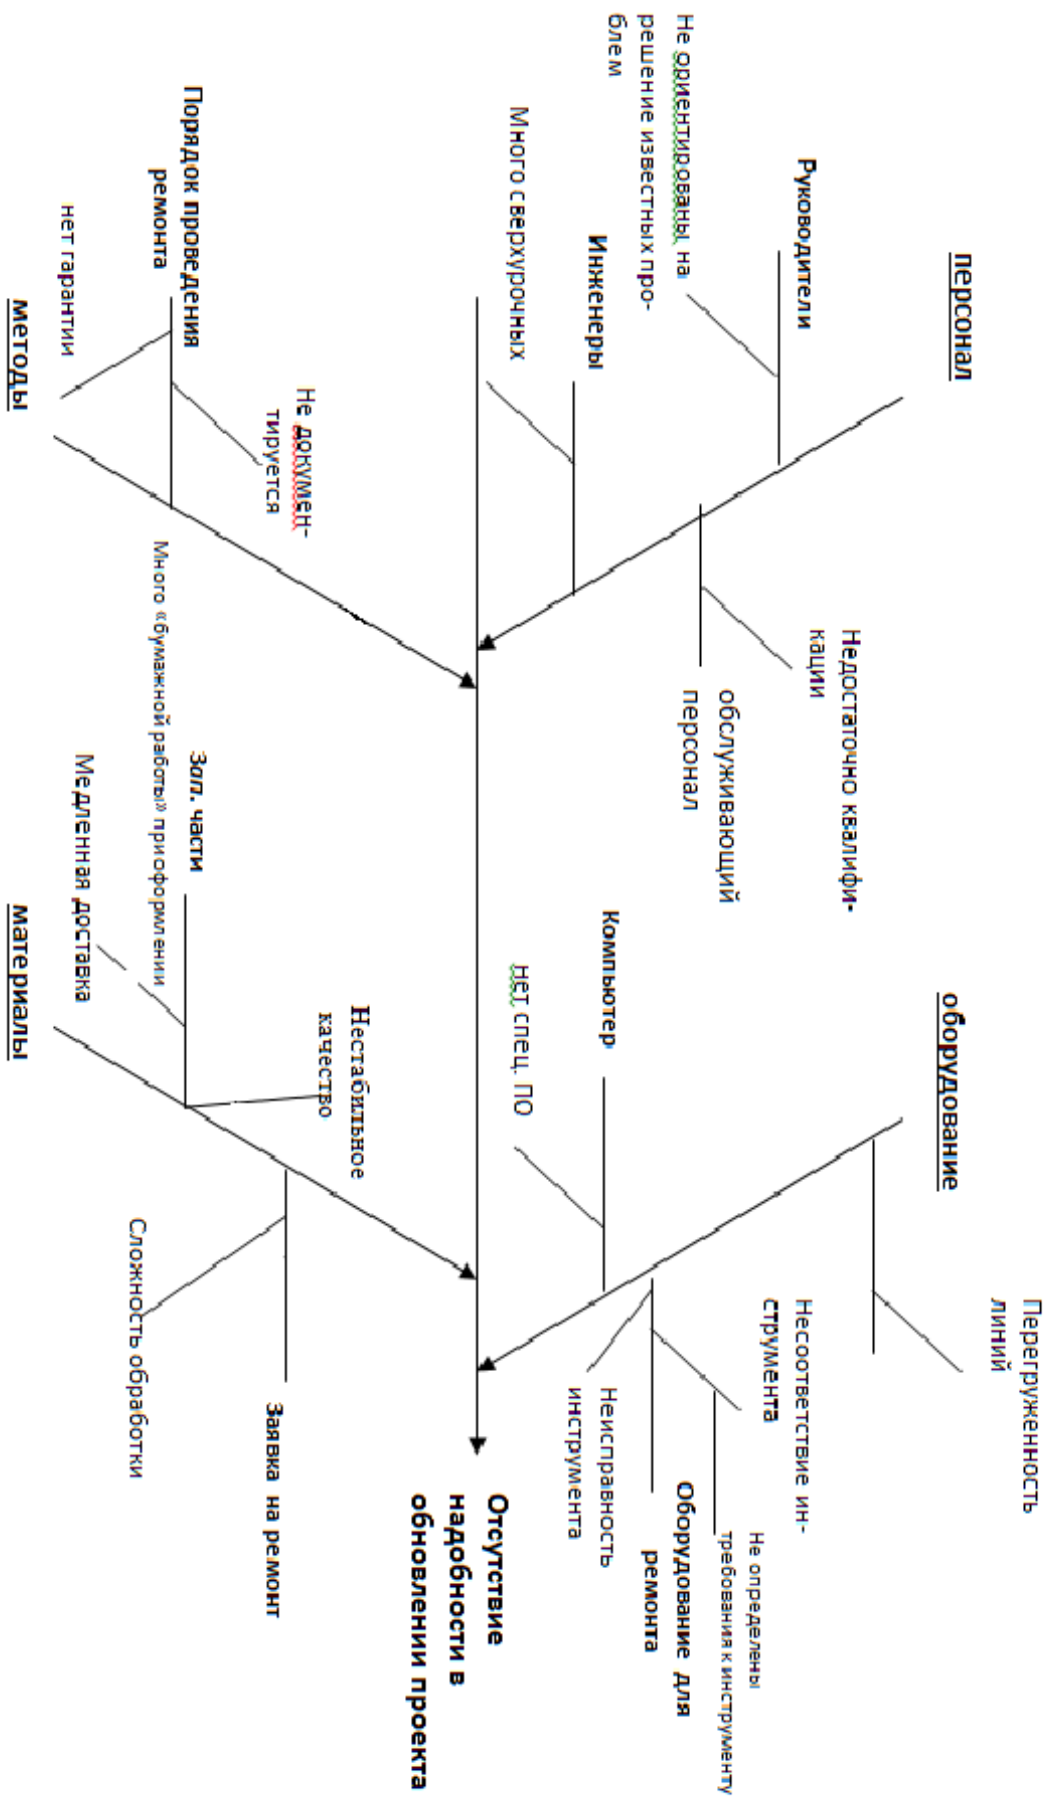 персонал
оборудование
Перегруженность
линий
Руководители
Не ориентированы на
решение известных про-
блем
Недостаточно квалифи-
кации
обслуживающий
персонал
Инженеры
Много сверхурочных
Компьютер
нет спец. ПО
Несоответствие ин-
струмента
Не определены
требования к инструменту
Оборудование для
ремонта
Неисправность
инструмента
Отсутствие
надобности в
обновлении проекта
Не докумен-
тируется
Порядок проведения
ремонта
нет гарантии
Нестабильное
качество
Зап. части
Много «бумажной работы» при оформлении
Медленная доставка
Заявка на ремонт
Сложность обработки
методы
материалы